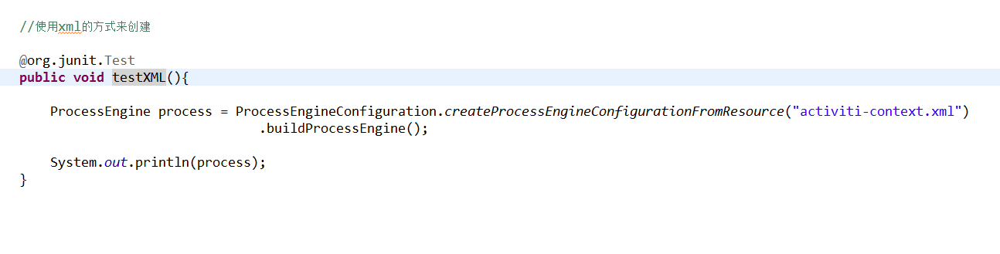 //使用xml的方式来创建
@org.junit.Test
public void testXML(){
ProcessEngine process = ProcessEngineConfiguration.createProcessEngineConfigurationFromResource("activiti-context.xml")
.buildProcessEngine();
System.out.println(process);
}